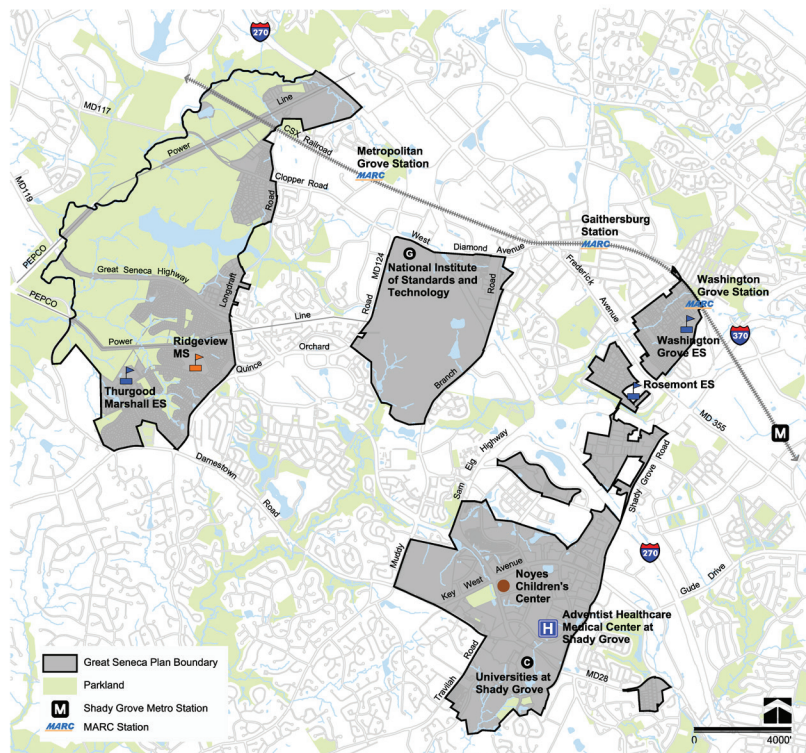 270
MD117
Line
CSX Railroad
Power
Metropolitan
Grove Station
MARC
Clopper Road
MD119
Road
Gaithersburg
Station
MARC
West
Diamond Avenue
G
National Institute
of Standards and
Technology
MD124
Road
Road
Branch
Frederick
Avenue
PEPCO
Great Seneca Highway
Longdraft
PEPCO
Washington
Grove Station
MARC
370
Washington
Grove ES
Power
Line
Ridgeview
MS
Orchard
Quince
Thurgood
Marshall ES
Rosemont ES
MD 355
M
Darnestown
Road
Sam Eig Highway
Shady Grove Road
270
Muddy
Key West Avenue
Noyes
Children's
Center
Gude Drive
Adventist Healthcare
Medical Center at
Shady Grove
H
Travilah Road
C
Universities at
Shady Grove
MD28
Great Seneca Plan Boundary
Parkland
M
Shady Grove Metro Station
MARC
MARC Station
0
4000'